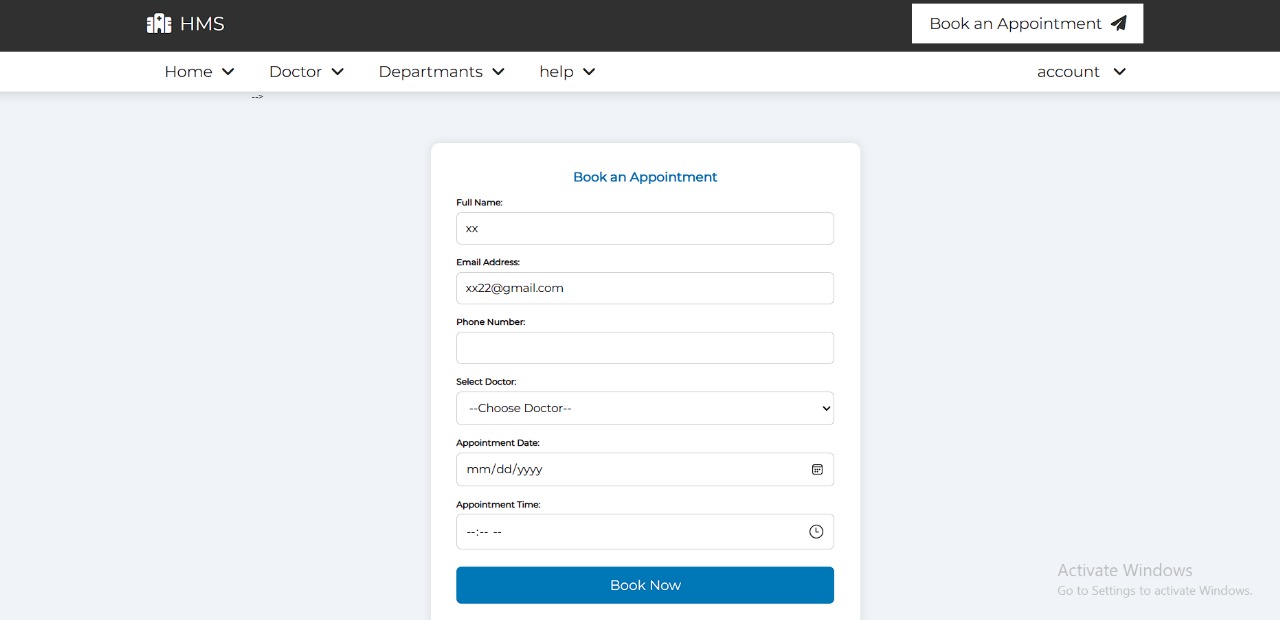 HMS
Book an Appointment
Home
Doctor
Departmants
help
account
-->
Book an Appointment
Full Name:
xx
Email Address:
xx22@gmail.com
Phone Number:
Select Doctor:
--Choose Doctor--
Appointment Date:
mm/dd/yyyy
Appointment Time:
--:-- --
Book Now
Activate Windows
Go to Settings to activate Windows.